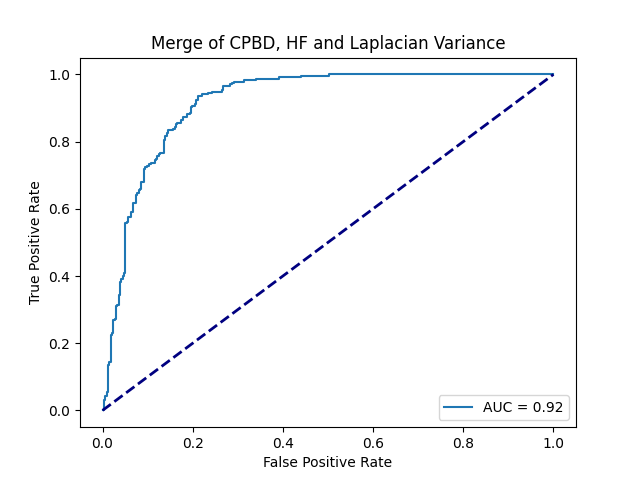 Merge of CPBD, HF and Laplacian Variance
True Positive Rate
1.0
0.8
0.6
0.4
0.2
0.0
AUC = 0.92
0.0 0.2 0.4 0.6 0.8 1.0
False Positive Rate